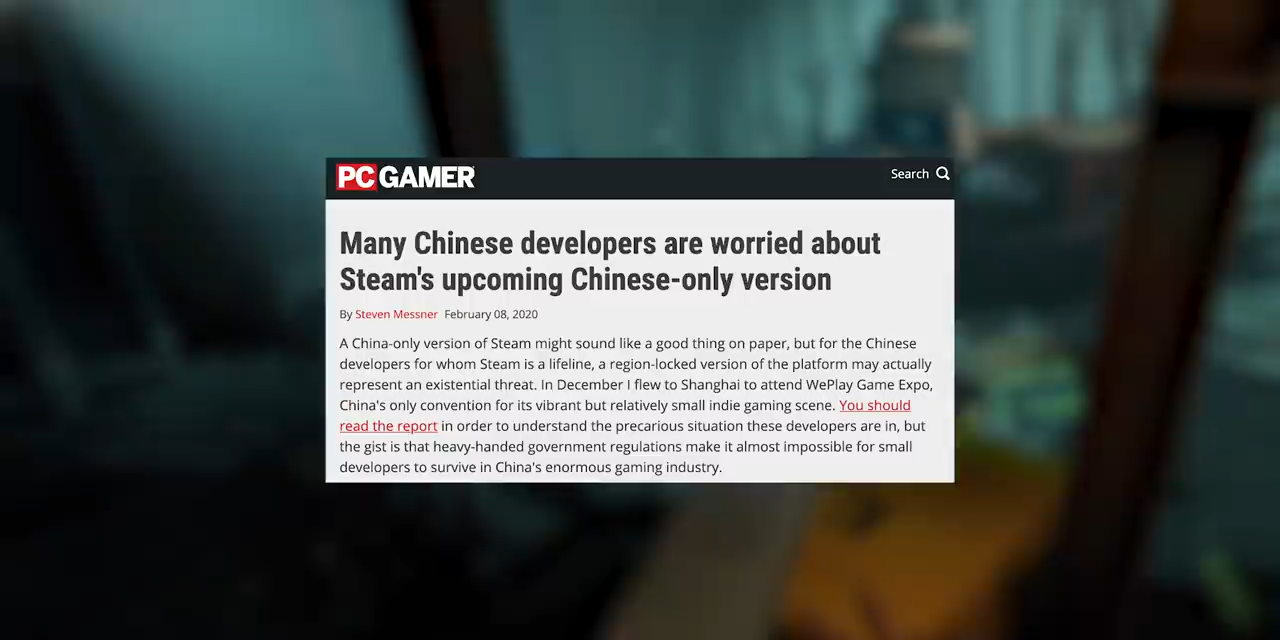 PC GAMER
Search
Many Chinese developers are worried about
Steam's upcoming Chinese-only version
By Steven Messner February 08, 2020
A China-only version of Steam might sound like a good thing on paper, but for the Chinese
developers for whom Steam is a lifeline, a region-locked version of the platform may actually
represent an existential threat. In December I flew to Shanghai to attend WePlay Game Expo,
China's only convention for its vibrant but relatively small indie gaming scene. You should
read the report in order to understand the precarious situation these developers are in, but
the gist is that heavy-handed government regulations make it almost impossible for small
developers to survive in China's enormous gaming industry.